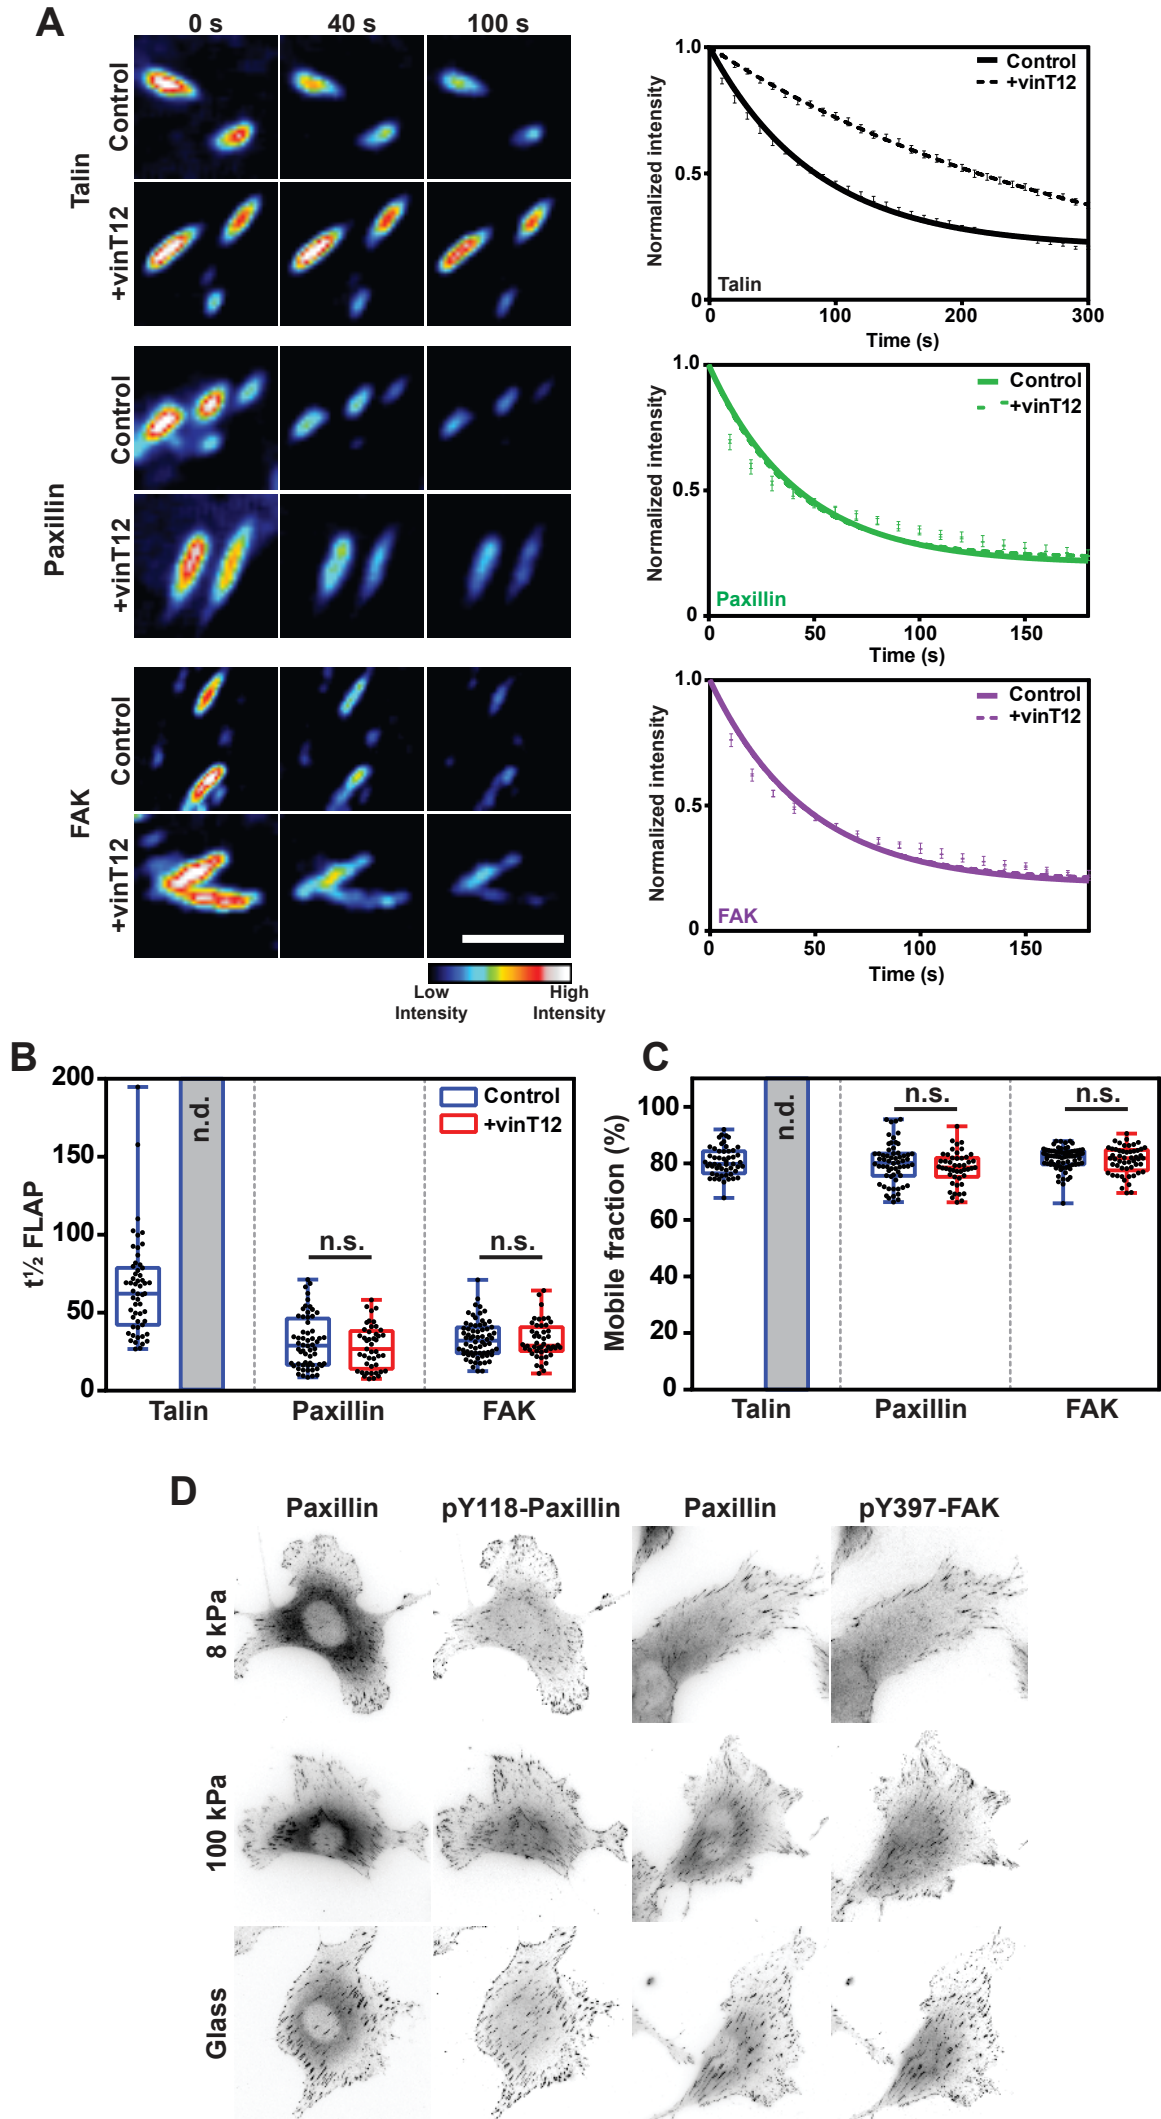 A
0 s 40 s 100 s
Talin
Control
+vinT12
Paxillin
Control
+vinT12
FAK
Control
+vinT12
Low Intensity
High Intensity
Normalized intensity
1.0
0.5
0
Control
+vinT12
Talin
0 100 200 300
Time (s)
Normalized intensity
1.0
0.5
0
Control
+vinT12
Paxillin
0 50 100 150
Time (s)
Normalized intensity
1.0
0.5
0
Control
+vinT12
FAK
0 50 100 150
Time (s)
B
t½ FLAP
200
150
100
50
0
n.d.
Control
+vinT12
n.s.
n.s.
Talin Paxillin FAK
C
Mobile fraction (%)
100
80
60
40
20
0
n.d.
n.s.
n.s.
Talin Paxillin FAK
D
Paxillin pY118-Paxillin Paxillin pY397-FAK
8 kPa
100 kPa
Glass